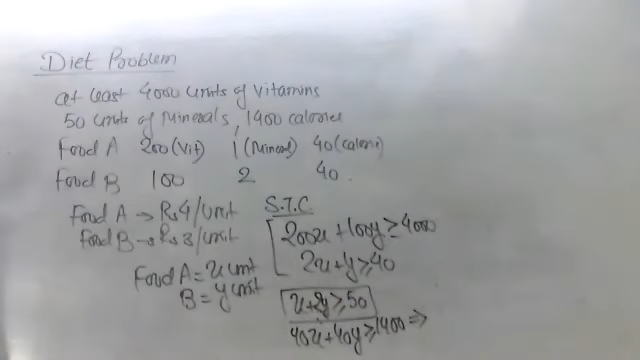 Diet Problem
at least 4000 units of vitamins
50 units of Minerals, 1400 calories
Food A 200 (Vit) 1 (Mineral) 40 (calorie)
Food B 100 2 40.
Food A → Rs 4/unit S.T.C
Food B → Rs 3/unit 200x + 100y ≥ 4000
2x + y ≥ 40
Food A = x unit
B = y unit x + 2y ≥ 50
40x + 40y ≥ 1400 ⇒